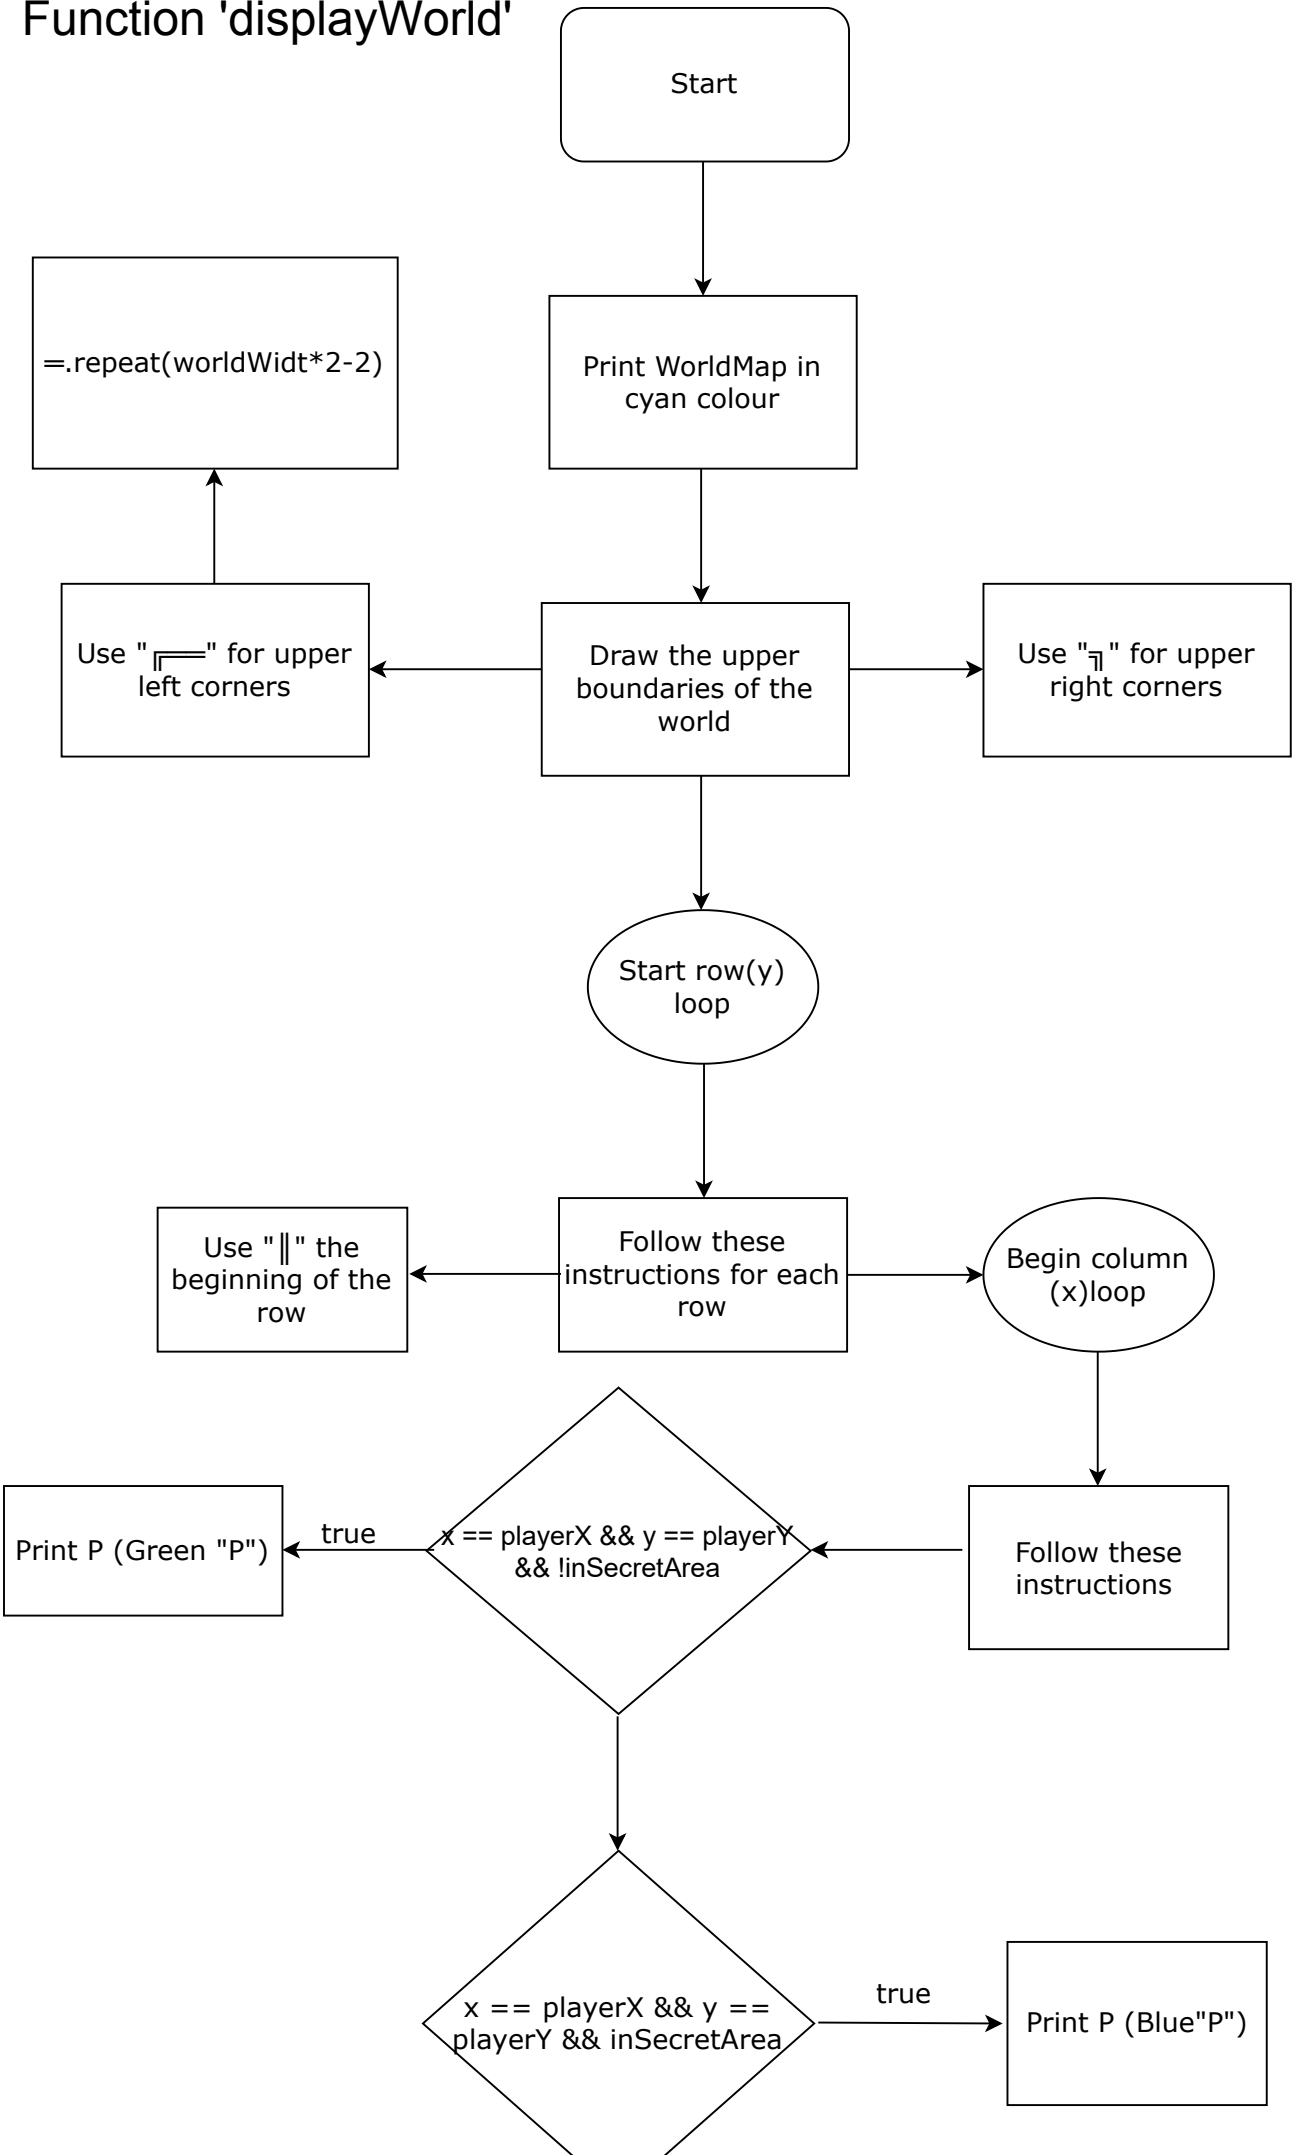 Function 'displayWorld'
Start
Print WorldMap in
cyan colour
═.repeat(worldWidt*2-2)
Use "╔══" for upper
left corners
Draw the upper
boundaries of the
world
Use "╗" for upper
right corners
Start row(y)
loop
Use "║" the
beginning of the
row
Follow these
instructions for each
row
Begin column
(x)loop
Print P (Green "P")
true
x == playerX && y == playerY
&& !inSecretArea
Follow these
instructions
x == playerX && y ==
playerY && inSecretArea
true
Print P (Blue"P")